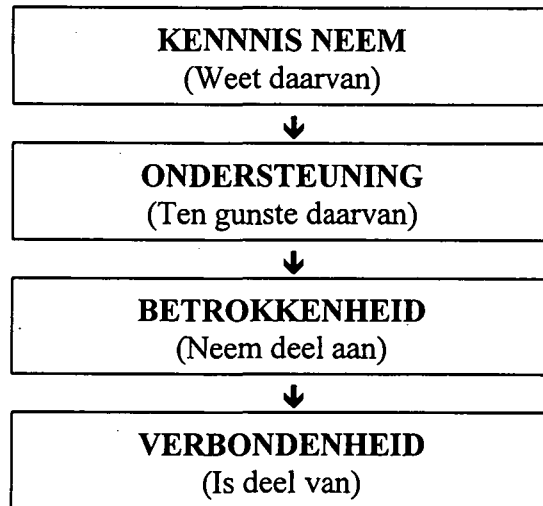 KENNNIS NEEM
(Weet daarvan)
ONDERSTEUNING
(Ten gunste daarvan)
BETROKKENHEID
(Neem deel aan)
VERBONDENHEID
(Is deel van)